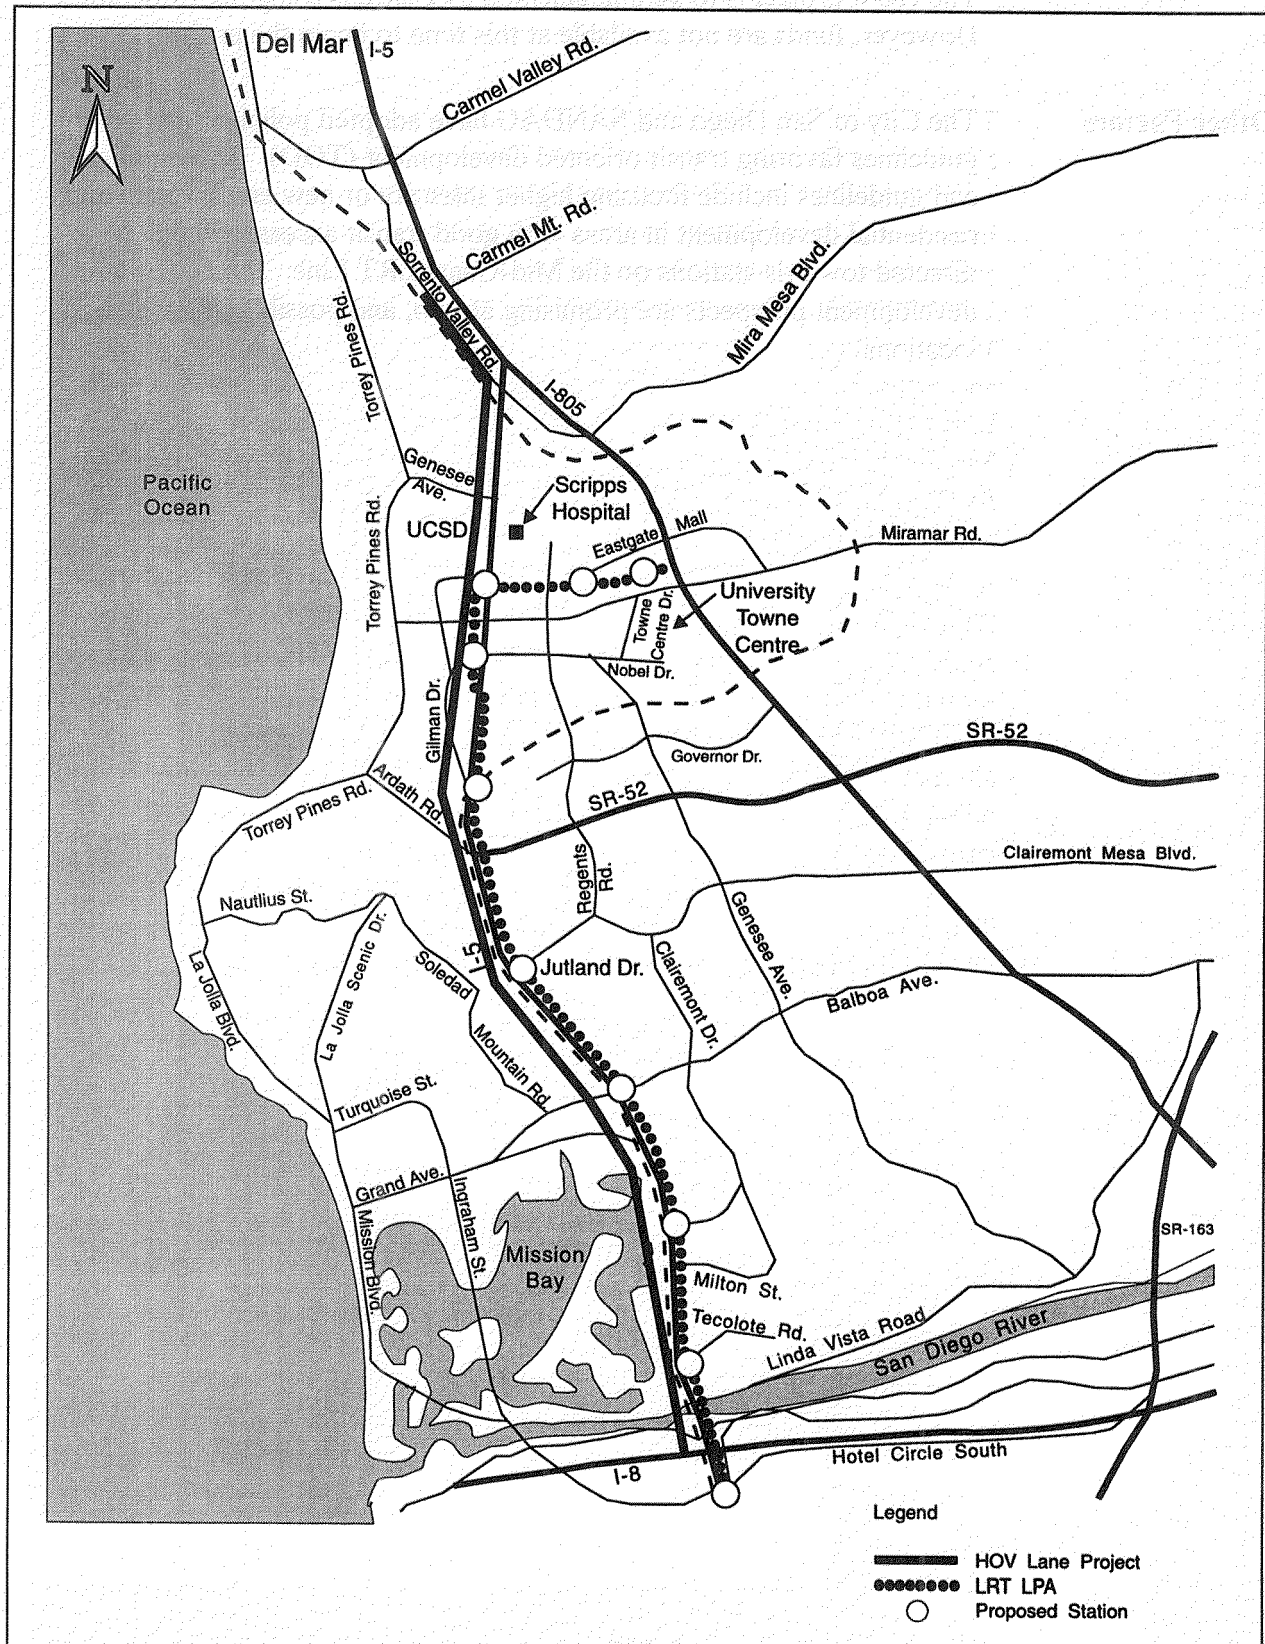 Del Mar
I-5
N
Carmel Valley Rd.
Carmel Mt. Rd.
Sorrento Valley Rd.
Mira Mesa Blvd.
Torrey Pines Rd.
I-805
Genesee
Ave.
Pacific
Ocean
Scripps
Hospital
UCSD
Torrey Pines Rd.
Eastgate Mall
Miramar Rd.
University
Towne
Centre
Towne
Centre Dr.
Nobel Dr.
Gilman Dr.
SR-52
Governor Dr.
Ardath Rd.
Torrey Pines Rd.
SR-52
Clairemont Mesa Blvd.
Regents
Rd.
Nautlius St.
Genesee Ave.
La Jolla Scenic Dr.
I-5
Soledad
Mountain Rd.
Jutland Dr.
Clairemont Dr.
La Jolla Blvd.
Balboa Ave.
Turquoise St.
Grand Ave.
Ingraham St.
Mission Blvd.
Mission
Bay
SR-163
Milton St.
Tecolote Rd.
Linda Vista Road
San Diego River
Hotel Circle South
I-8
Legend
HOV Lane Project
LRT LPA
Proposed Station